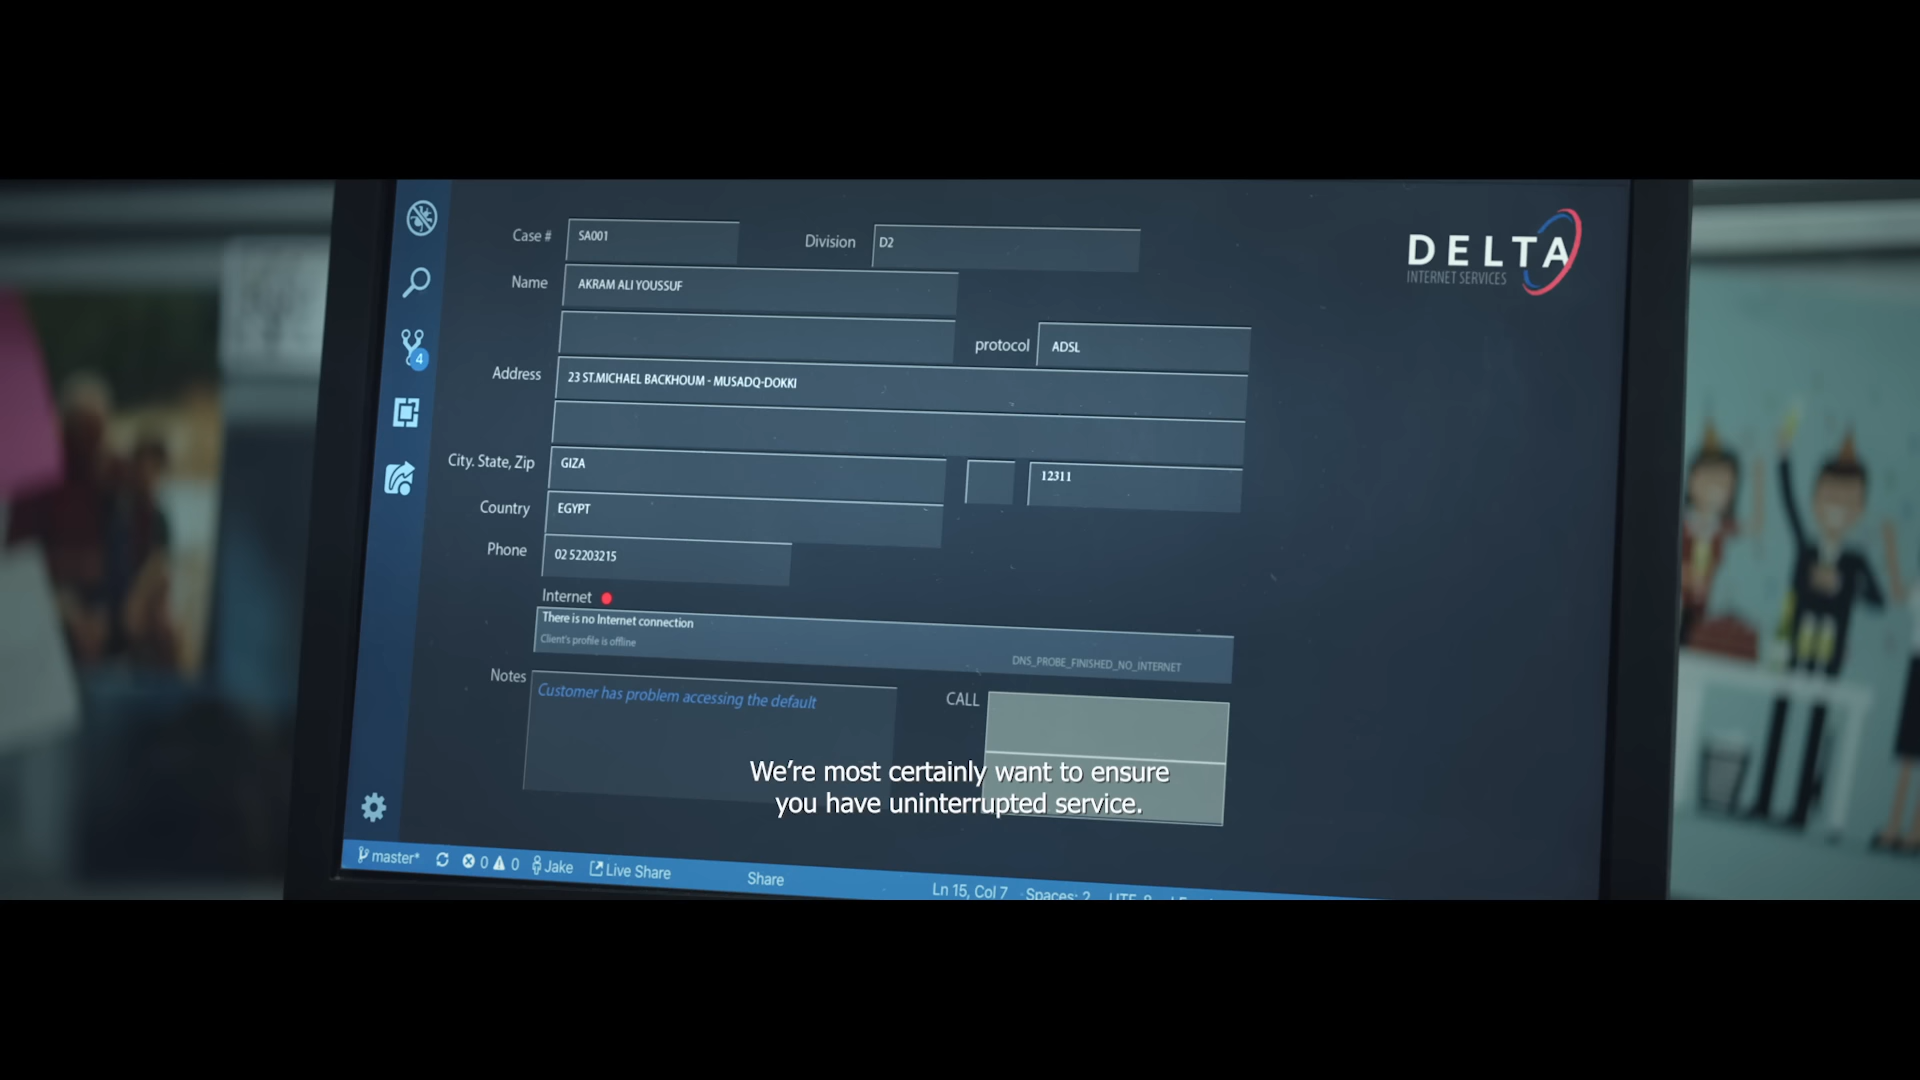 Case # SA001 Division D2
DELTA
INTERNET SERVICES
Name AKRAM ALI YOUSSUF
protocol ADSL
Address 23 ST.MICHAEL BACKHOUM - MUSADQ-DOKKI
City. State, Zip GIZA 12311
Country EGYPT
Phone 02 52203215
Internet
There is no Internet connection
Client's profile is offline
DNS_PROBE_FINISHED_NO_INTERNET
Notes Customer has problem accessing the default
CALL
We're most certainly want to ensure
you have uninterrupted service.
4
master* 0 0 Jake Live Share Share Ln 15, Col 7 Spaces: 2